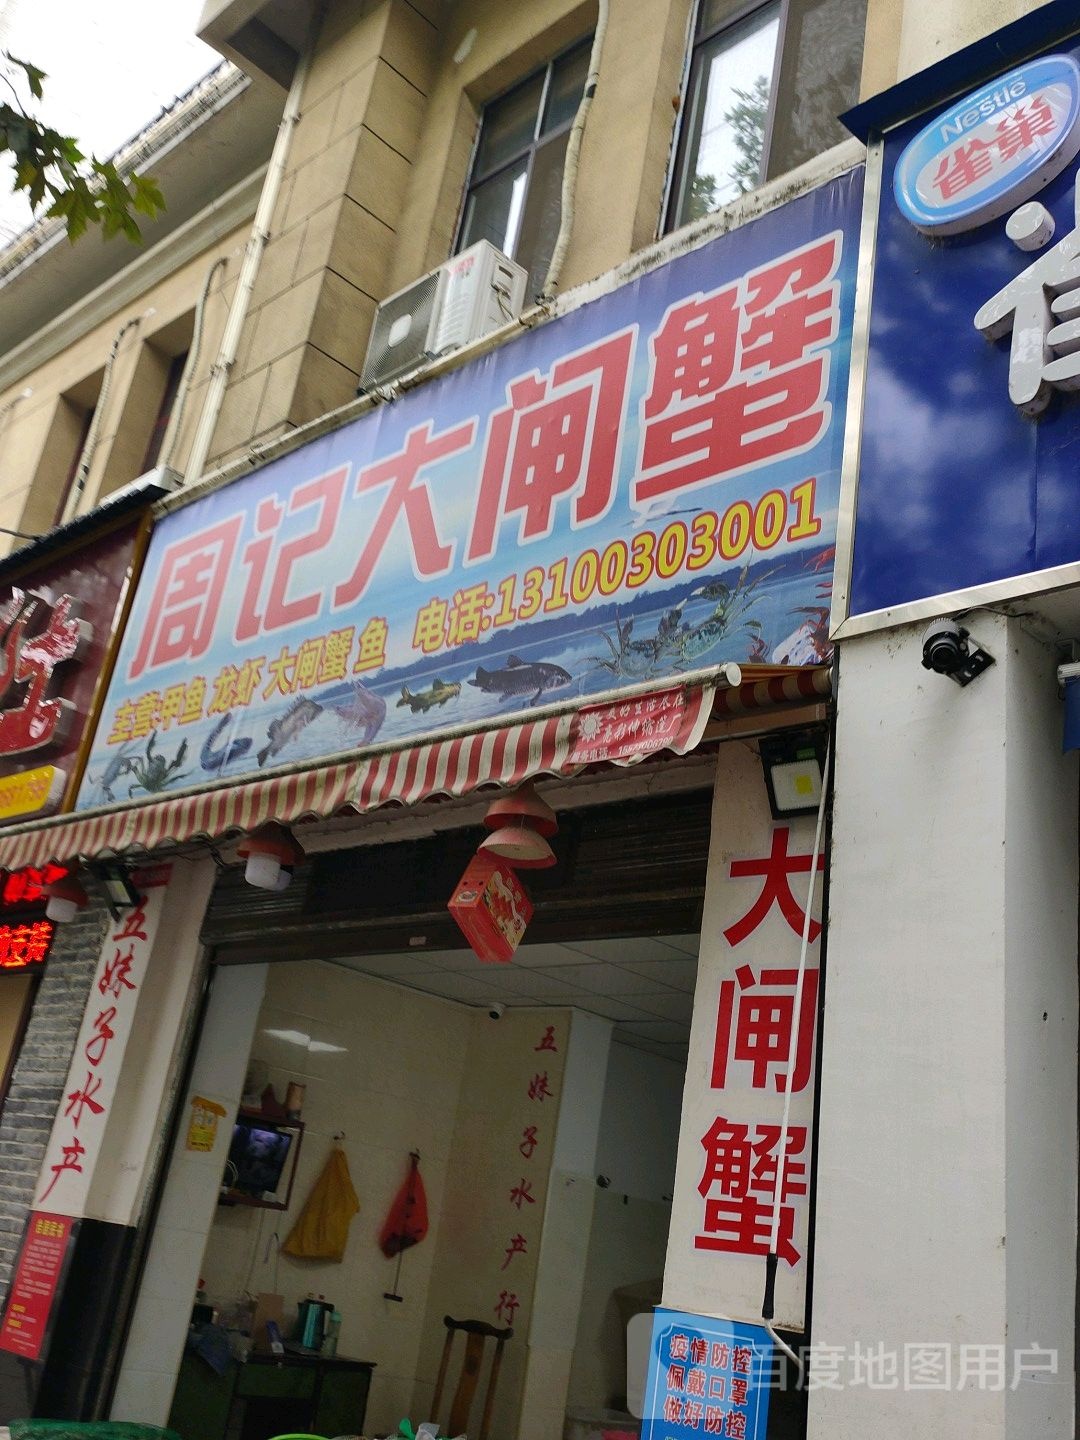 Nestlé
雀巢
周记大闸蟹
电话:13100303001
主营:甲鱼 龙虾 大闸蟹 鱼
五妹子水产
五妹子水产行
大闸蟹
疫情防控
佩戴口罩
做好防控
百度地图用户